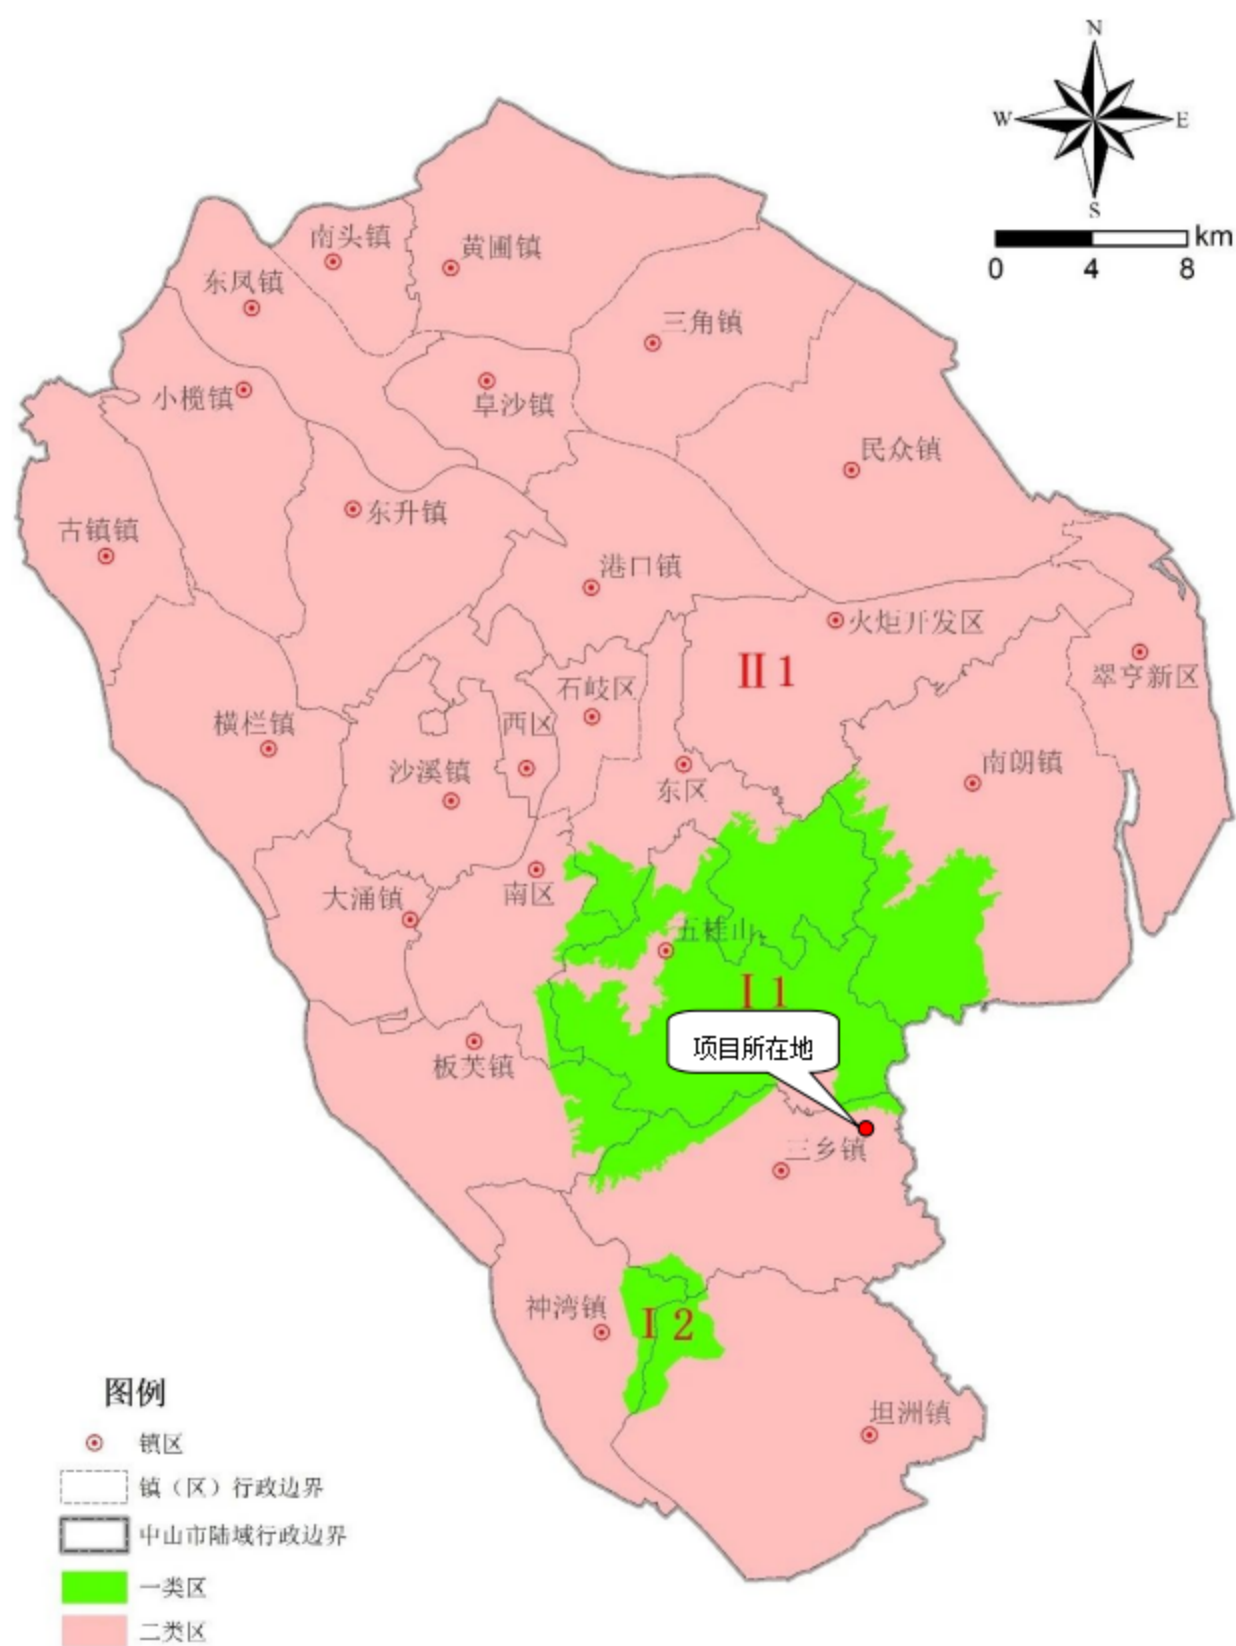 N
W
E
S
km
0
4
8
南头镇
黄圃镇
东凤镇
三角镇
小榄镇
阜沙镇
民众镇
东升镇
古镇镇
港口镇
火炬开发区
II 1
翠亨新区
石岐区
横栏镇
西区
沙溪镇
东区
南朗镇
大涌镇
南区
五桂山
I 1
项目所在地
板芙镇
三乡镇
神湾镇
I 2
坦洲镇
图例
镇区
镇（区）行政边界
中山市陆域行政边界
一类区
二类区